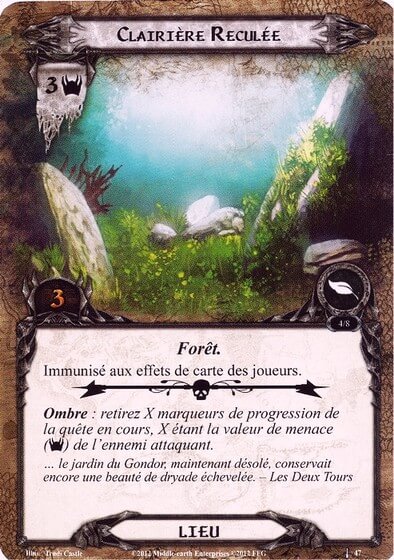 Clairière Reculée
3
3
4/8
Forêt.
Immunisé aux effets de carte des joueurs.
Ombre : retirez X marqueurs de progression de
la quête en cours, X étant la valeur de menace
( ) de l'ennemi attaquant.
... le jardin du Gondor, maintenant désolé, conservait
encore une beauté de dryade échevelée. – Les Deux Tours
LIEU
Illus. Trudi Castle ©2012 Middle-earth Enterprises ©2012 FFG 47